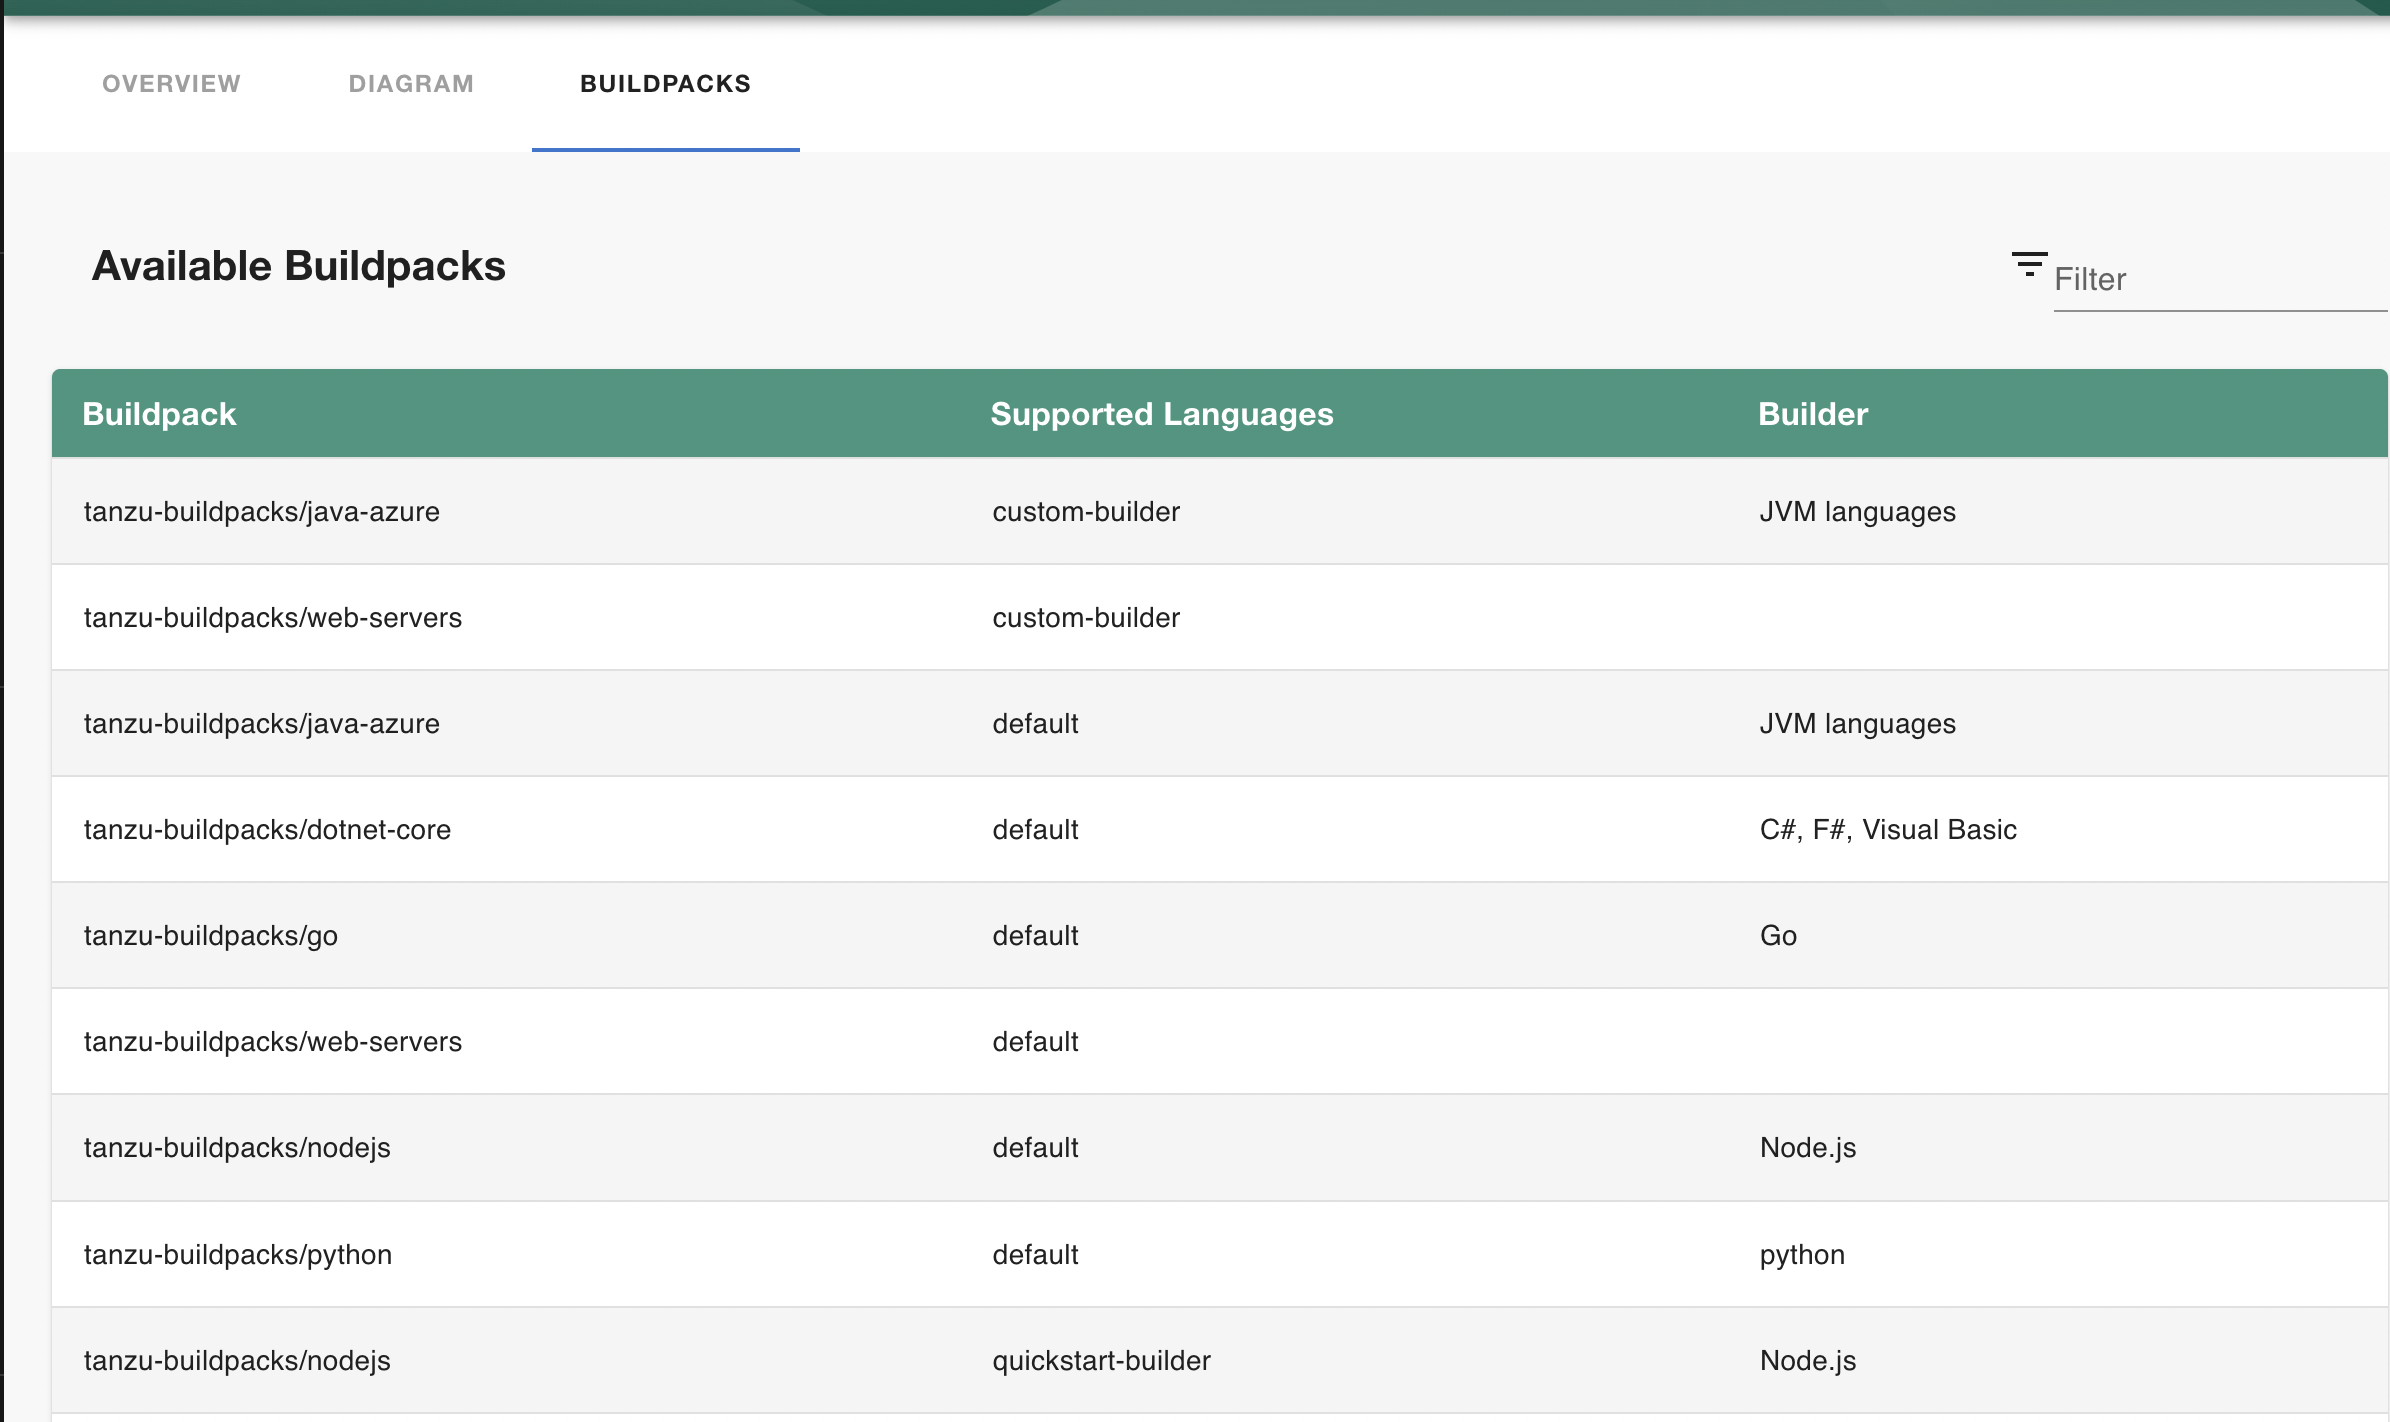 OVERVIEW DIAGRAM BUILDPACKS
Available Buildpacks
Filter
Buildpack Supported Languages Builder
tanzu-buildpacks/java-azure custom-builder JVM languages
tanzu-buildpacks/web-servers custom-builder
tanzu-buildpacks/java-azure default JVM languages
tanzu-buildpacks/dotnet-core default C#, F#, Visual Basic
tanzu-buildpacks/go default Go
tanzu-buildpacks/web-servers default
tanzu-buildpacks/nodejs default Node.js
tanzu-buildpacks/python default python
tanzu-buildpacks/nodejs quickstart-builder Node.js